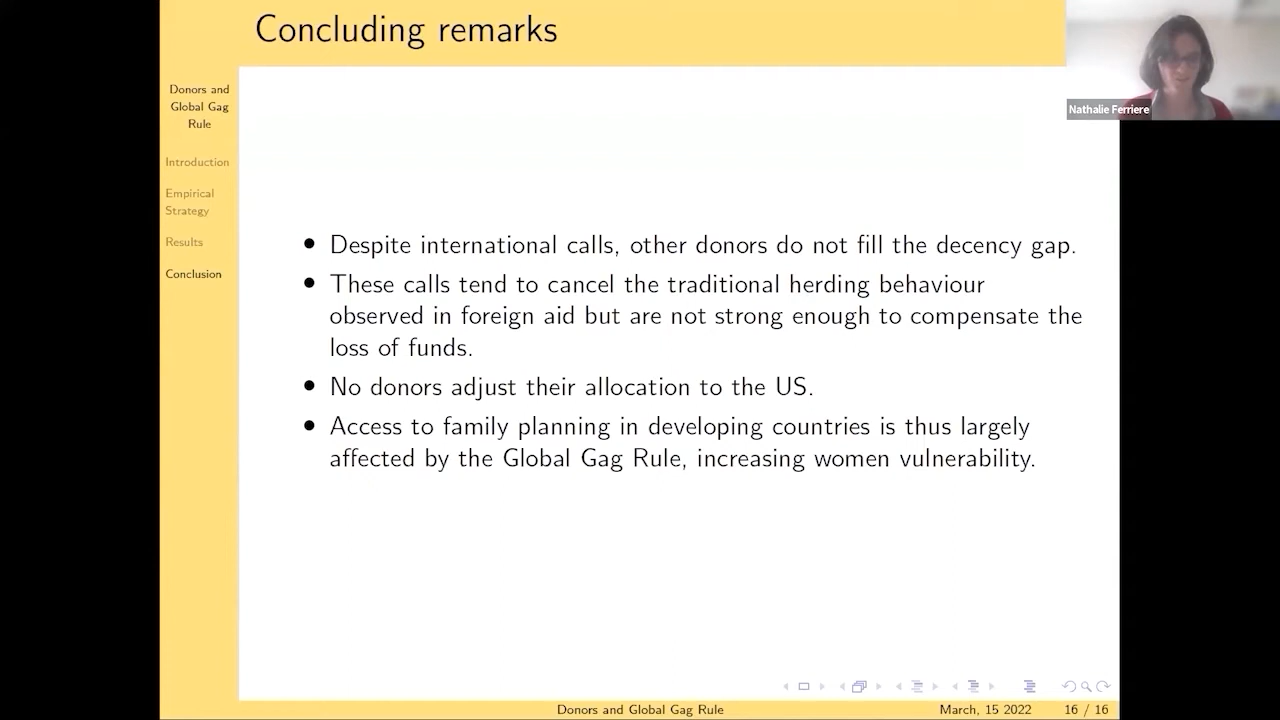 Concluding remarks
Nathalie Ferriere
Donors and
Global Gag
Rule
Introduction
Empirical
Strategy
Results
Conclusion
• Despite international calls, other donors do not fill the decency gap.
• These calls tend to cancel the traditional herding behaviour
observed in foreign aid but are not strong enough to compensate the
loss of funds.
• No donors adjust their allocation to the US.
• Access to family planning in developing countries is thus largely
affected by the Global Gag Rule, increasing women vulnerability.
Donors and Global Gag Rule
March, 15 2022
16 / 16